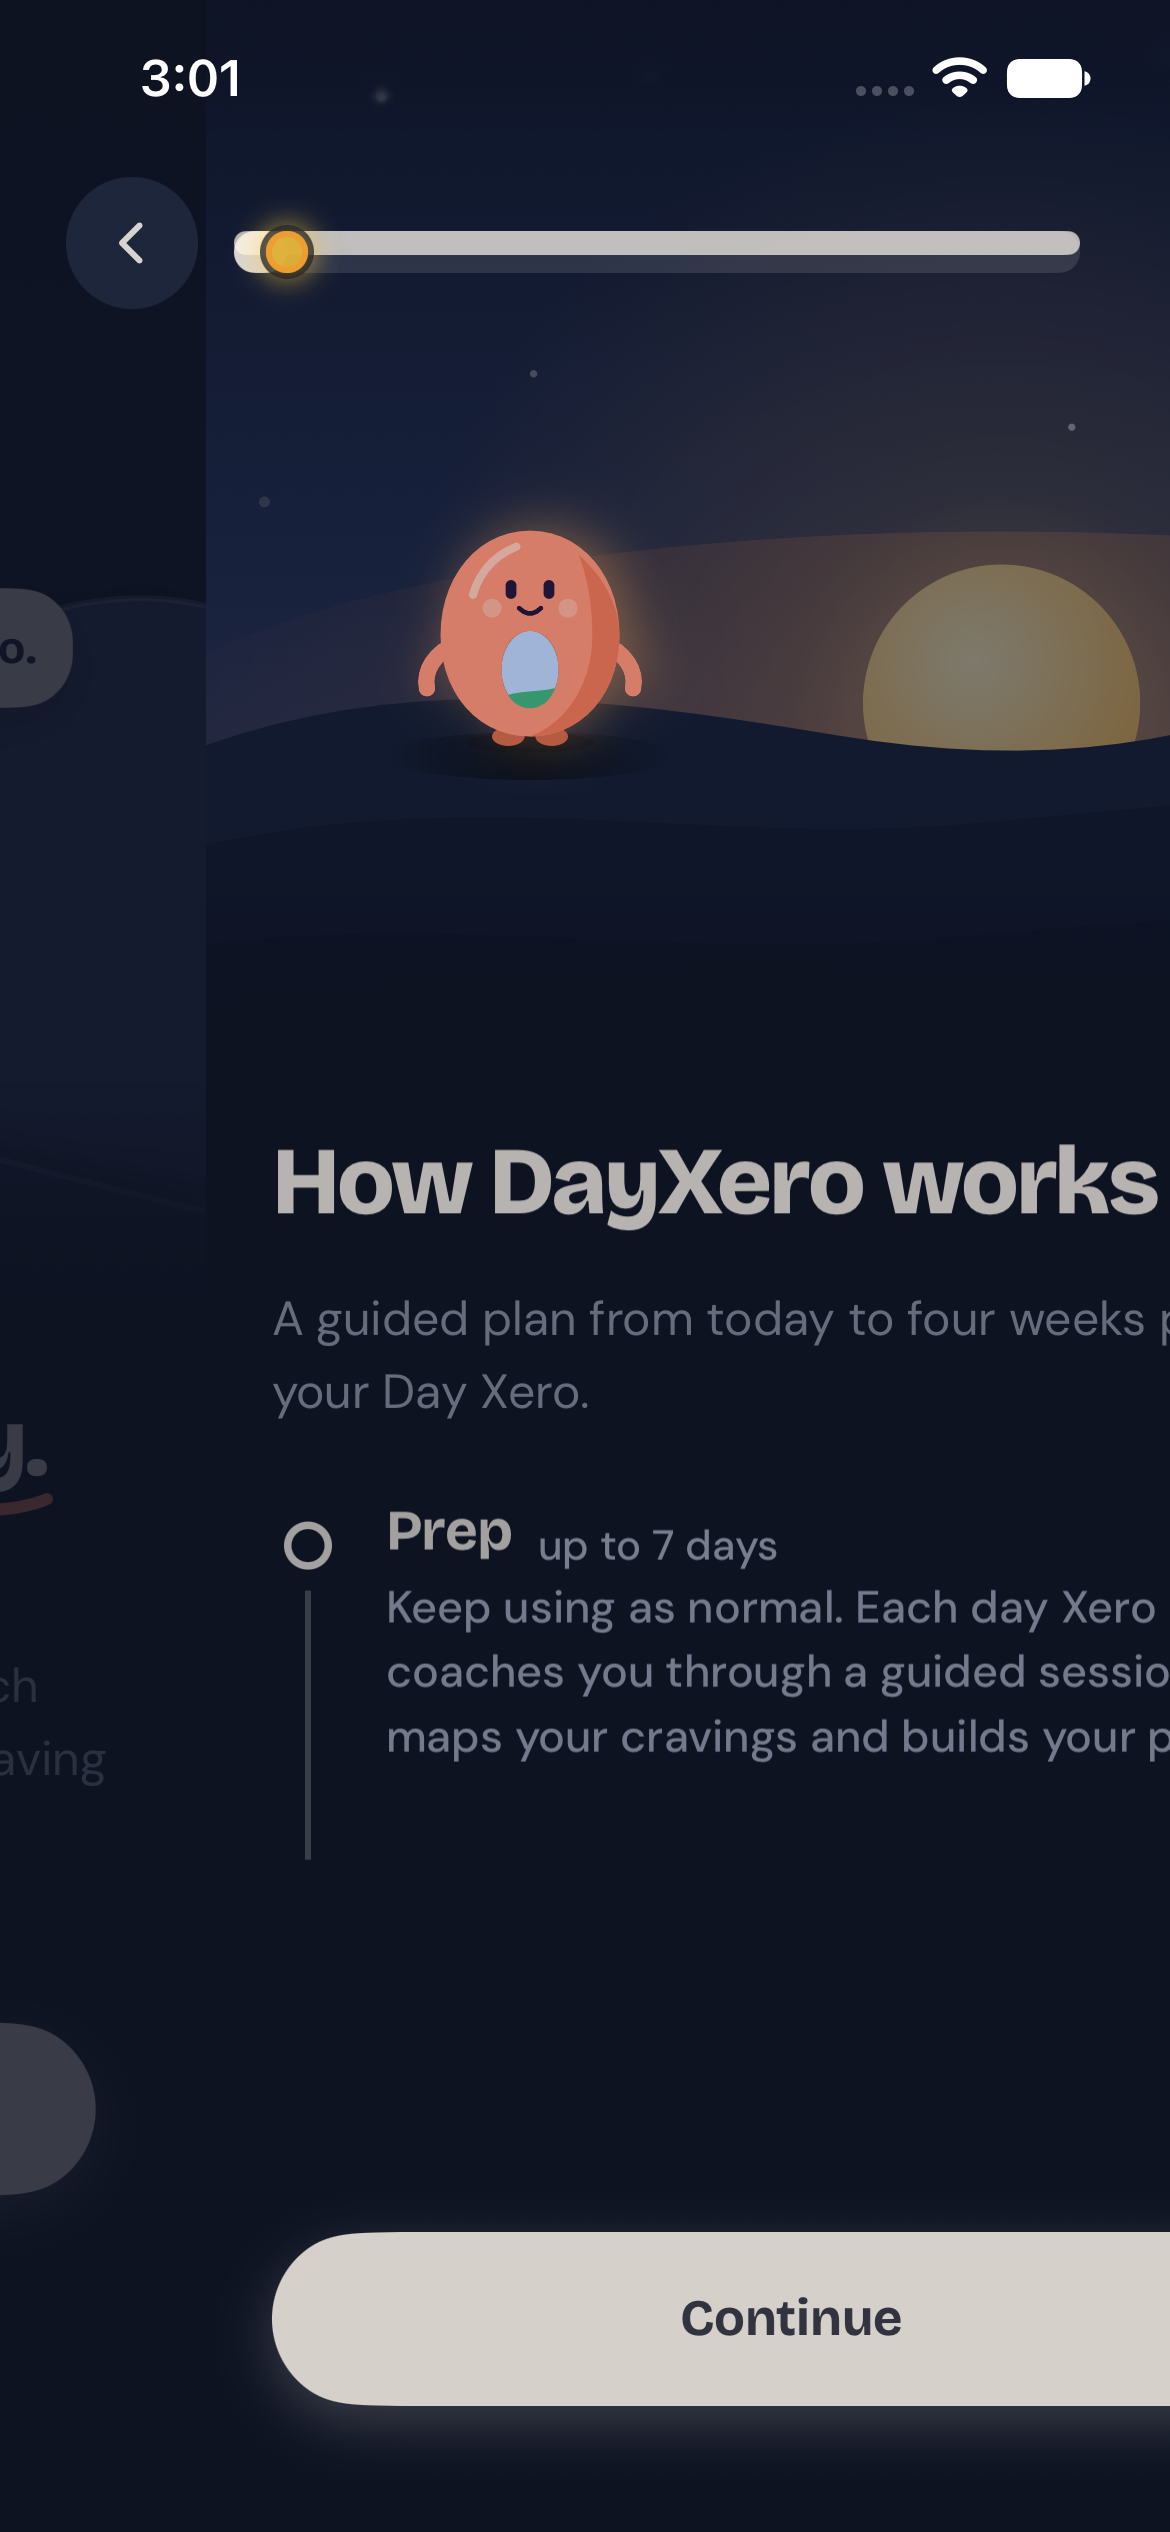 3:01
o.
How DayXero works
A guided plan from today to four weeks p
your Day Xero.
y.
Prep up to 7 days
Keep using as normal. Each day Xero
coaches you through a guided sessio
maps your cravings and builds your p
ch
aving
Continue